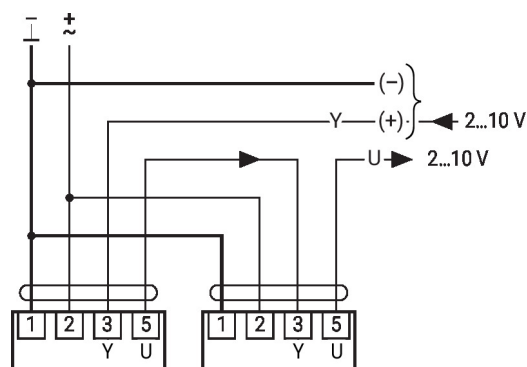 – +
⊥ ~
(–)
Y (+) 2...10 V
U 2...10 V
1 2 3 5 1 2 3 5
Y U Y U